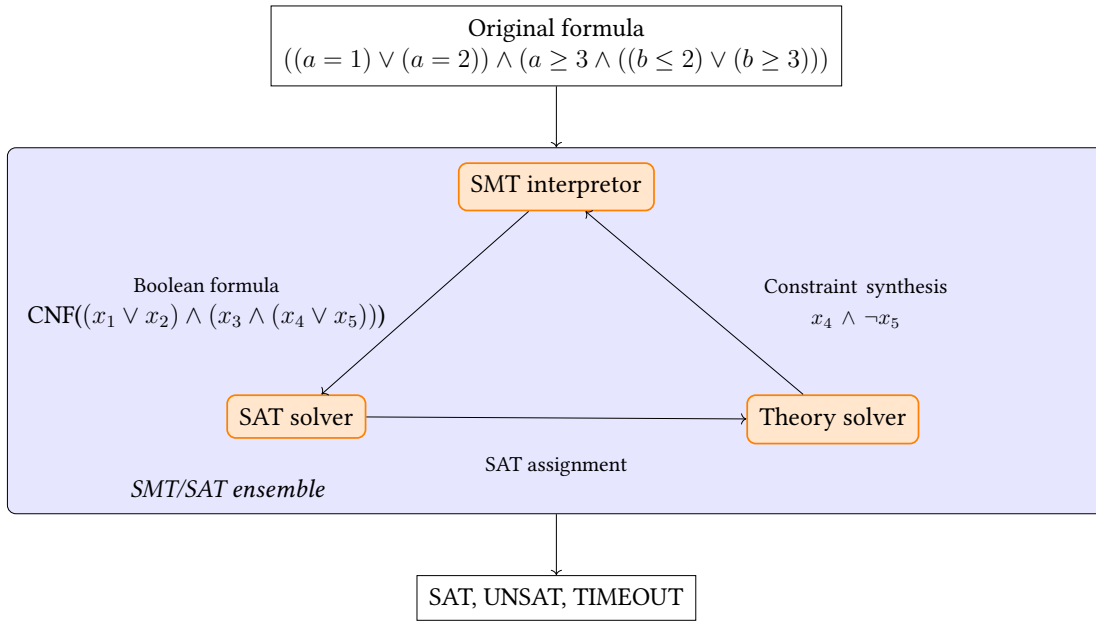 Original formula
((a = 1) ∨ (a = 2)) ∧ (a ≥ 3 ∧ ((b ≤ 2) ∨ (b ≥ 3)))
SMT interpretor
Boolean formula
CNF((x₁ ∨ x₂) ∧ (x₃ ∧ (x₄ ∨ x₅)))
Constraint synthesis
x₄ ∧ ¬x₅
SAT solver
Theory solver
SAT assignment
SMT/SAT ensemble
SAT, UNSAT, TIMEOUT